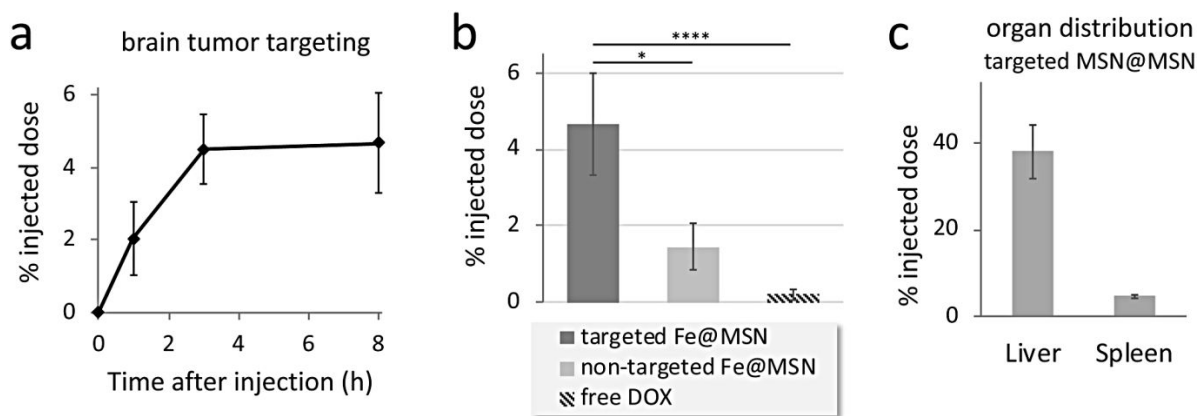 a
brain tumor targeting
% injected dose
6
4
2
0
0
2
4
6
8
Time after injection (h)
b
****
*
% injected dose
6
4
2
0
targeted Fe@MSN
non-targeted Fe@MSN
free DOX
c
organ distribution
targeted MSN@MSN
% injected dose
40
20
0
Liver
Spleen